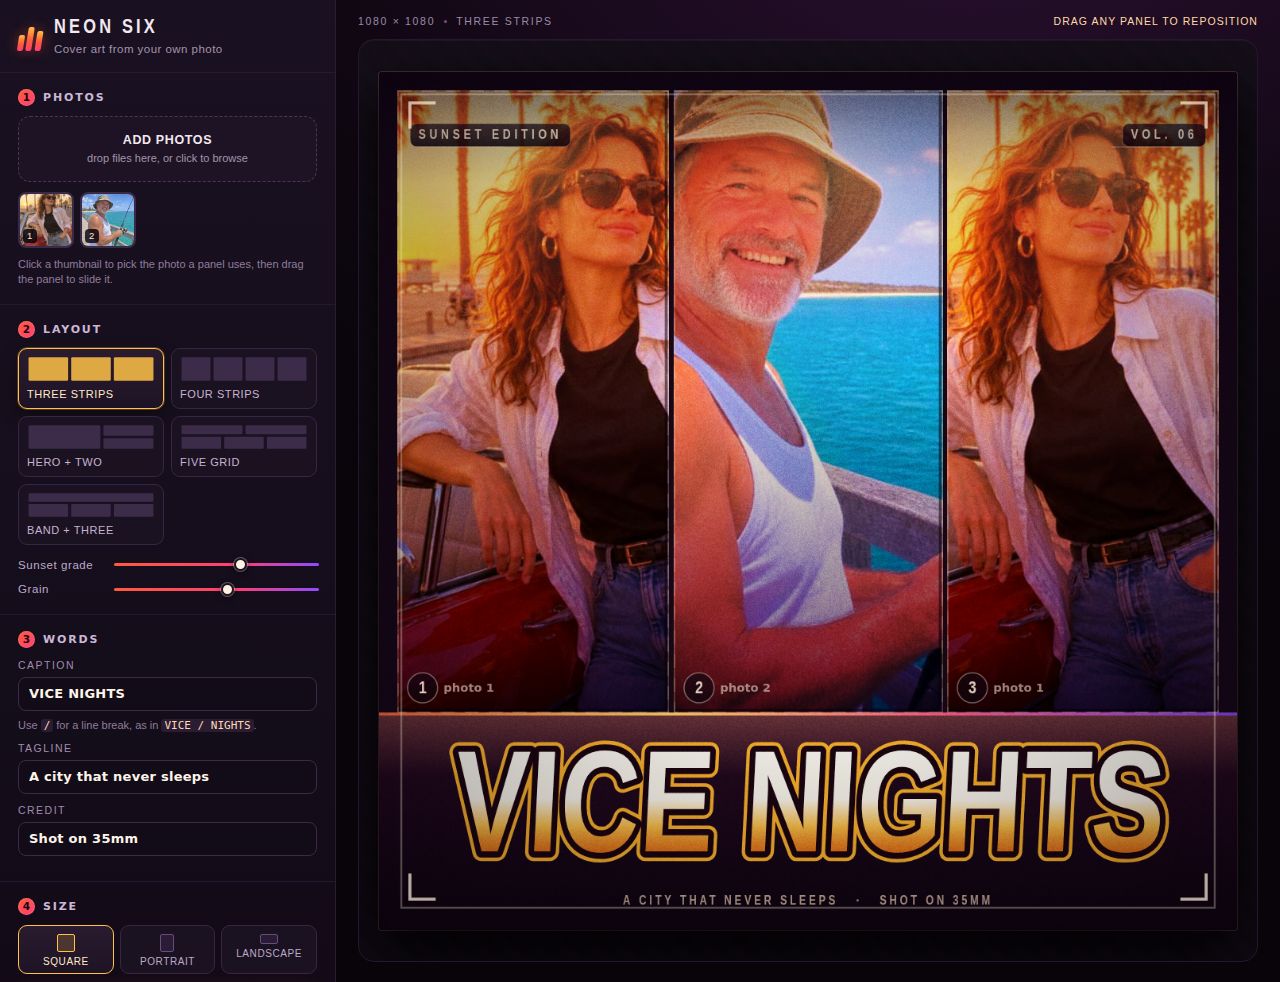 NEON SIX
Cover art from your own photo
1 PHOTOS
ADD PHOTOS
drop files here, or click to browse
1
2
Click a thumbnail to pick the photo a panel uses, then drag
the panel to slide it.
2 LAYOUT
THREE STRIPS
FOUR STRIPS
HERO + TWO
FIVE GRID
BAND + THREE
Sunset grade
Grain
3 WORDS
CAPTION
VICE NIGHTS
Use / for a line break, as in VICE / NIGHTS.
TAGLINE
A city that never sleeps
CREDIT
Shot on 35mm
4 SIZE
SQUARE
PORTRAIT
LANDSCAPE
1080 × 1080 • THREE STRIPS
DRAG ANY PANEL TO REPOSITION
SUNSET EDITION
VOL. 06
1 photo 1
2 photo 2
3 photo 1
VICE NIGHTS
A CITY THAT NEVER SLEEPS · SHOT ON 35MM